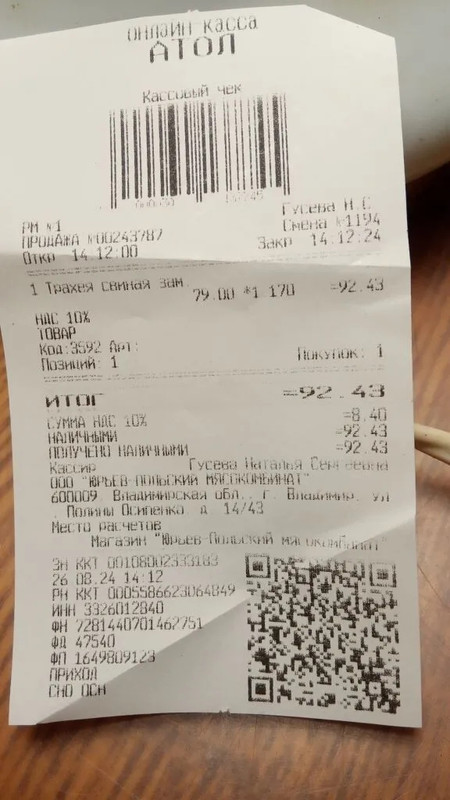 ОНЛАЙН КАССА
АТОЛ
Кассовый чек
Гусева Н.С
РМ №1
Смена №1194
ПРОДАЖА №00243787
Откр 14:12:00
Закр 14:12:24
1 Трахея свиная зам.
79.00 *1.170 =92.43
НДС 10%
ТОВАР
Код:3592 Арт:
Позиций: 1
Покупок: 1
ИТОГ =92.43
СУММА НДС 10% =8.40
НАЛИЧНЫМИ =92.43
ПОЛУЧЕНО НАЛИЧНЫМИ =92.43
Кассир Гусева Наталья Сергеевна
ООО "ЮРЬЕВ-ПОЛЬСКИЙ МЯСОКОМБИНАТ"
600009, Владимирская обл., г. Владимир, ул
. Полины Осипенко, д. 14/43
Место расчетов
Магазин "Юрьев-Польский мясокомбинат"
ЗН ККТ 00108002333183
26.08.24 14:12
РН ККТ 0005586623064849
ИНН 3326012840
ФН 7281440701462751
ФД 47540
ФП 1649809123
ПРИХОД
СНО ОСН